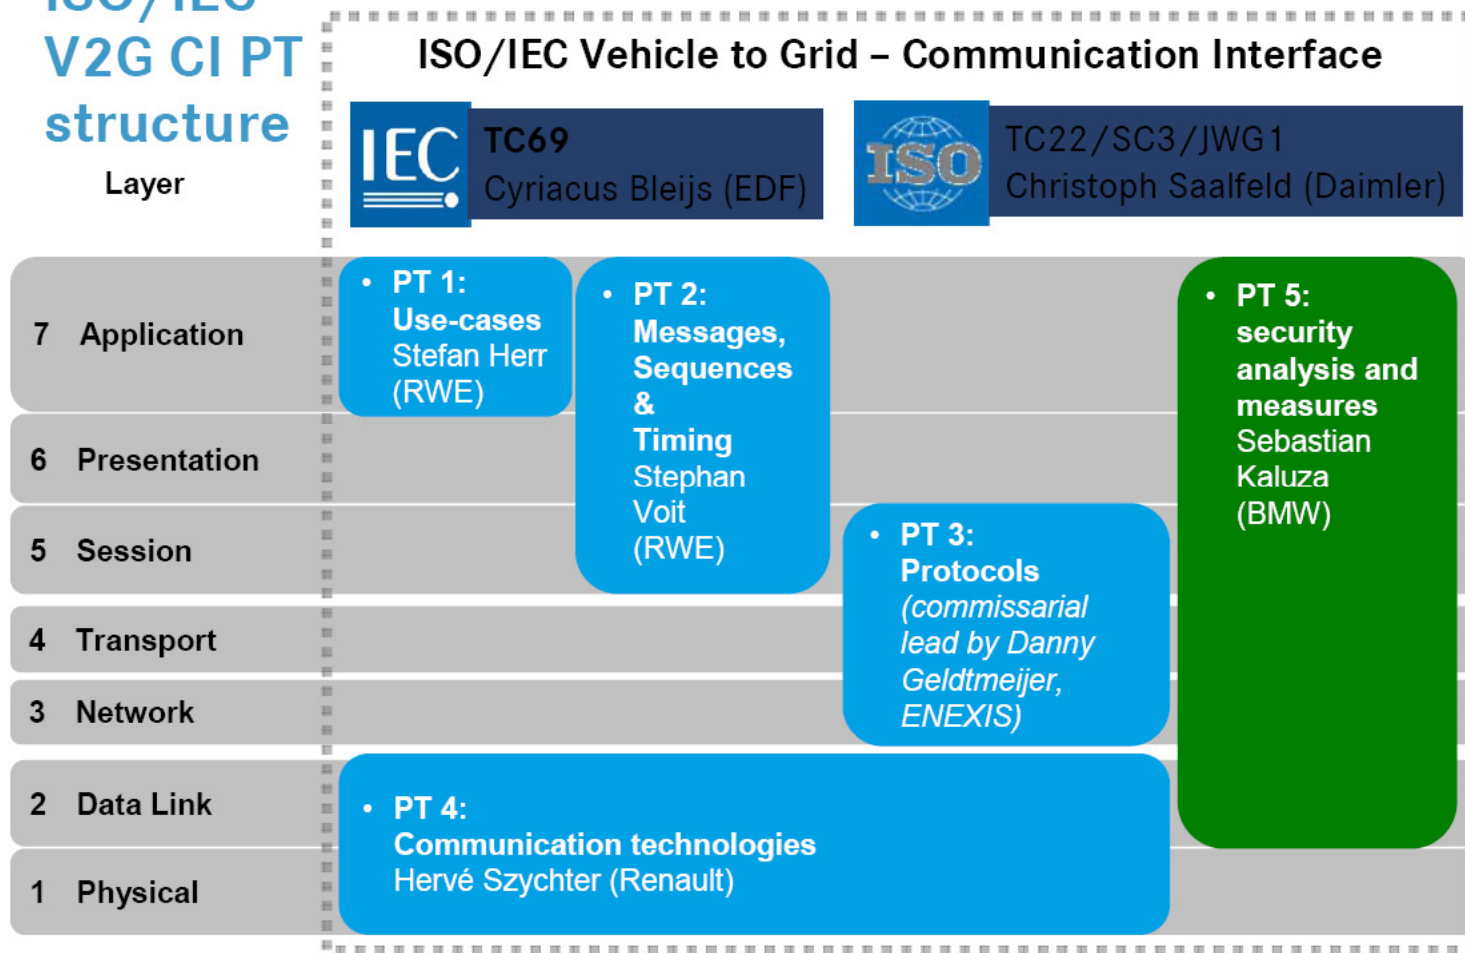 ISO/IEC
V2G CI PT
structure
Layer
ISO/IEC Vehicle to Grid – Communication Interface
IEC
TC69
Cyriacus Bleijs (EDF)
ISO
TC22/SC3/JWG1
Christoph Saalfeld (Daimler)
7 Application
6 Presentation
5 Session
4 Transport
3 Network
2 Data Link
1 Physical
• PT 1:
Use-cases
Stefan Herr
(RWE)
• PT 2:
Messages,
Sequences
&
Timing
Stephan
Voit
(RWE)
• PT 3:
Protocols
(commissarial
lead by Danny
Geldtmeijer,
ENEXIS)
• PT 4:
Communication technologies
Hervé Szychter (Renault)
• PT 5:
security
analysis and
measures
Sebastian
Kaluza
(BMW)